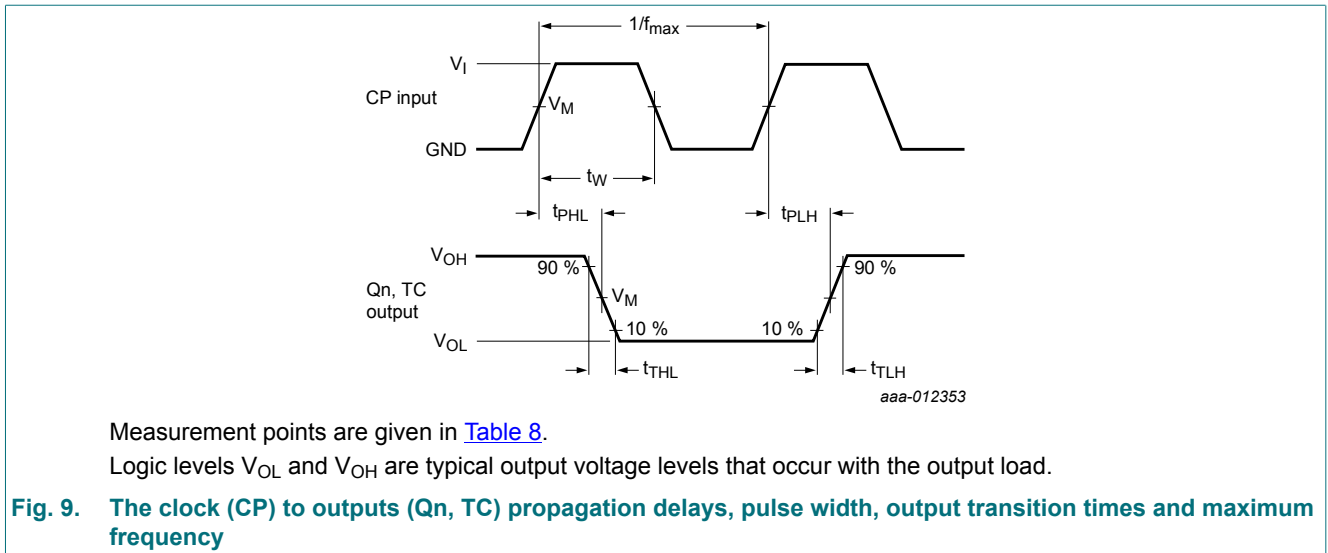 1/fmax
VI
CP input
VM
GND
tW
tPHL
tPLH
VOH
90 %
90 %
Qn, TC
output
VM
10 %
10 %
VOL
tTHL
tTLH
aaa-012353
Measurement points are given in Table 8.
Logic levels VOL and VOH are typical output voltage levels that occur with the output load.
Fig. 9. The clock (CP) to outputs (Qn, TC) propagation delays, pulse width, output transition times and maximum
frequency